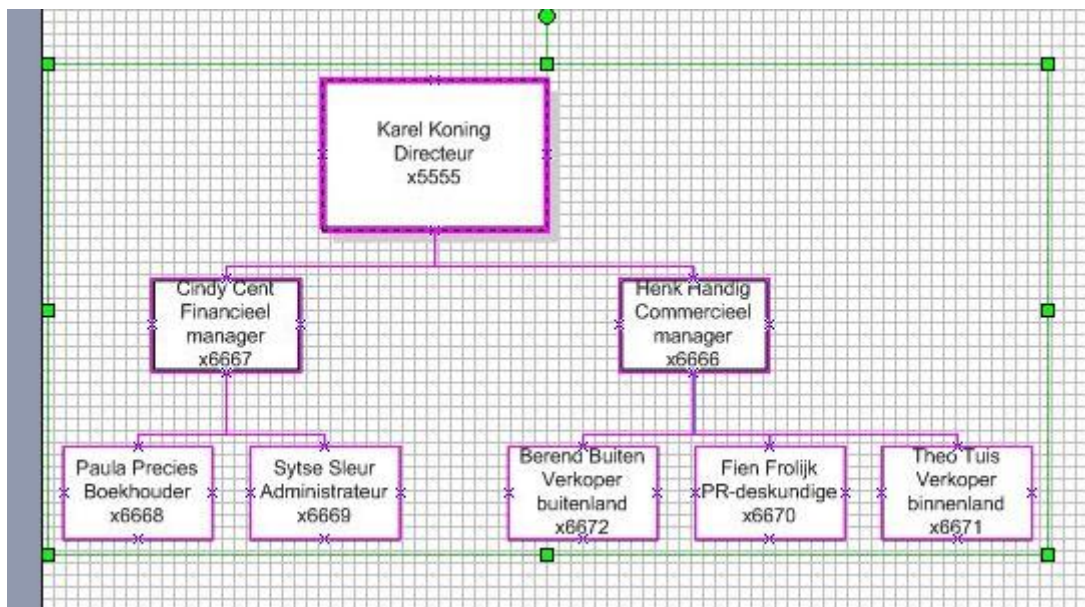 Karel Koning
Directeur
x5555
Cindy Cent
Financieel
manager
x6667
Henk Handig
Commercieel
manager
x6666
Paula Precies
Boekhouder
x6668
Sytse Sleur
Administrateur
x6669
Berend Buiten
Verkoper
buitenland
x6672
Fien Frolijk
PR-deskundige
x6670
Theo Tuis
Verkoper
binnenland
x6671